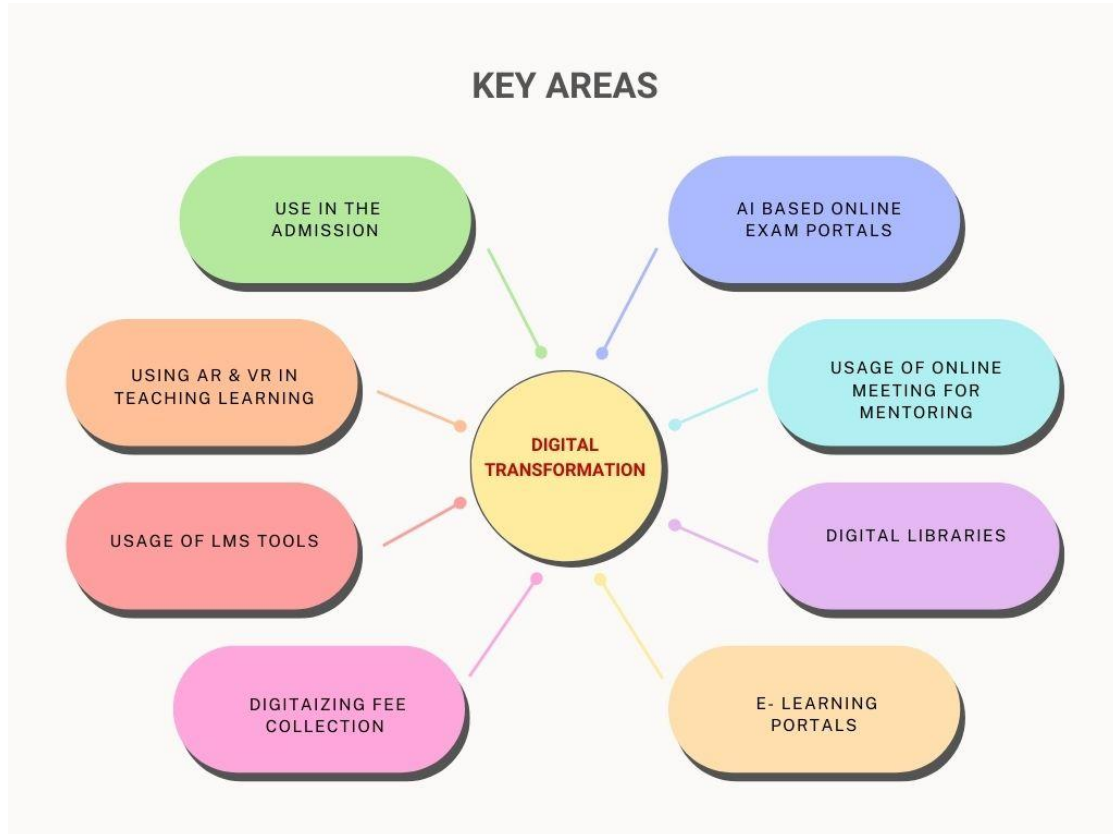 KEY AREAS
USE IN THE
ADMISSION
AI BASED ONLINE
EXAM PORTALS
USING AR & VR IN
TEACHING LEARNING
USAGE OF ONLINE
MEETING FOR
MENTORING
DIGITAL
TRANSFORMATION
USAGE OF LMS TOOLS
DIGITAL LIBRARIES
DIGITAIZING FEE
COLLECTION
E- LEARNING
PORTALS